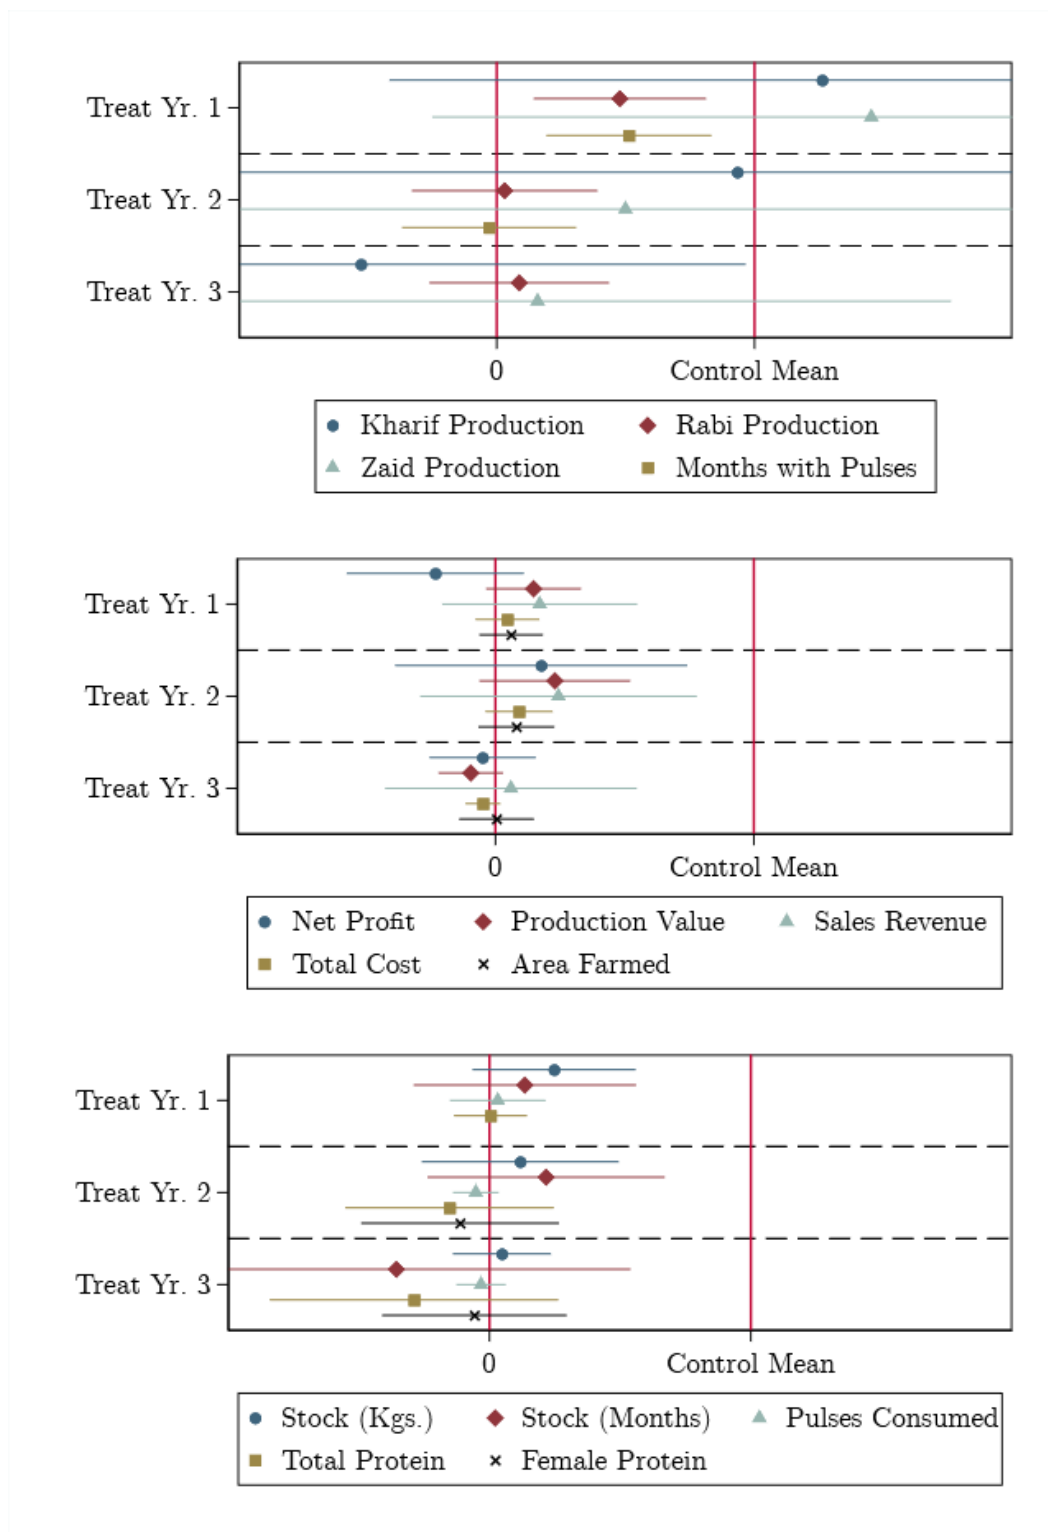 Treat Yr. 1
Treat Yr. 2
Treat Yr. 3
0 Control Mean
Kharif Production Rabi Production
Zaid Production Months with Pulses
Treat Yr. 1
Treat Yr. 2
Treat Yr. 3
0 Control Mean
Net Profit Production Value Sales Revenue
Total Cost Area Farmed
Treat Yr. 1
Treat Yr. 2
Treat Yr. 3
0 Control Mean
Stock (Kgs.) Stock (Months) Pulses Consumed
Total Protein Female Protein